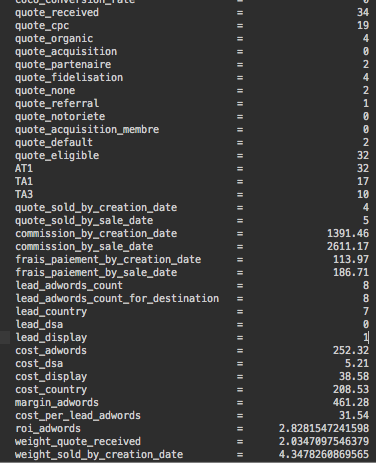 coco_conversion_rate = 0
quote_received = 34
quote_cpc = 19
quote_organic = 4
quote_acquisition = 0
quote_partenaire = 2
quote_fidelisation = 4
quote_none = 2
quote_referral = 1
quote_notoriete = 0
quote_acquisition_membre = 0
quote_default = 2
quote_eligible = 32
AT1 = 32
TA1 = 17
TA3 = 10
quote_sold_by_creation_date = 4
quote_sold_by_sale_date = 5
commission_by_creation_date = 1391.46
commission_by_sale_date = 2611.17
frais_paiement_by_creation_date = 113.97
frais_paiement_by_sale_date = 186.71
lead_adwords_count = 8
lead_adwords_count_for_destination = 8
lead_country = 7
lead_dsa = 0
lead_display = 1
cost_adwords = 252.32
cost_dsa = 5.21
cost_display = 38.58
cost_country = 208.53
margin_adwords = 461.28
cost_per_lead_adwords = 31.54
roi_adwords = 2.8281547241598
weight_quote_received = 2.0347097546379
weight_sold_by_creation_date = 4.3478260869565